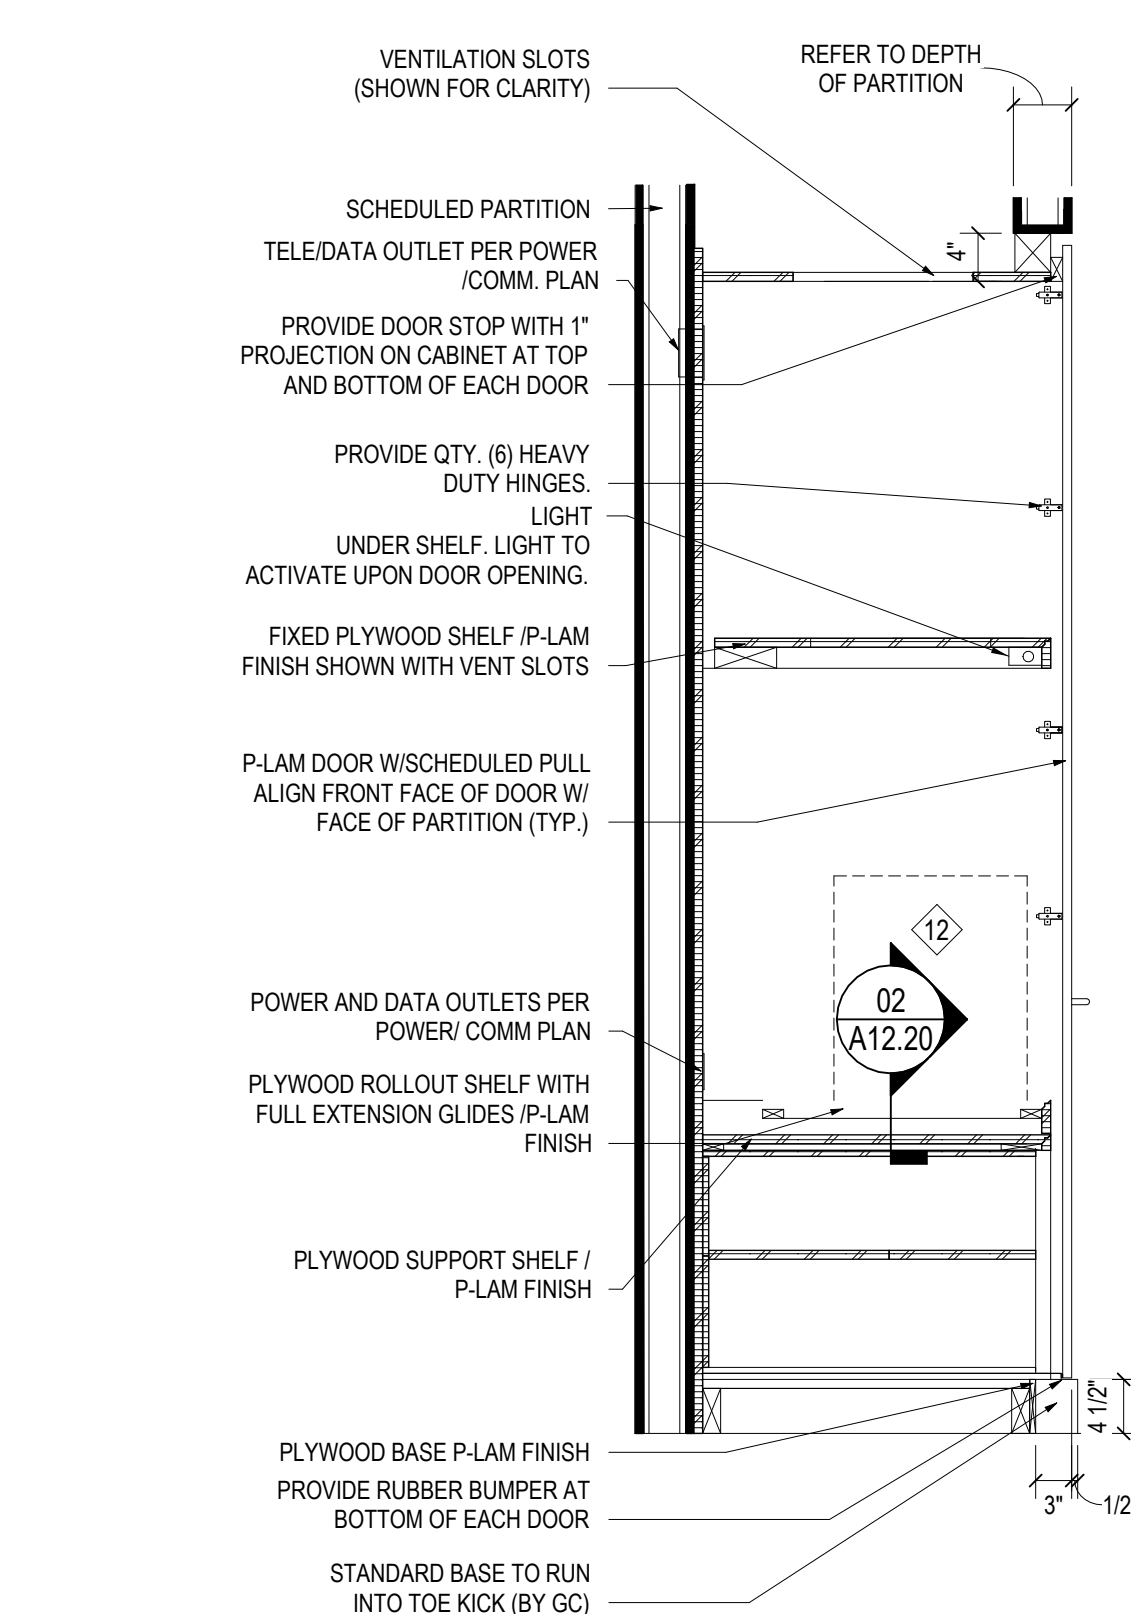 VENTILATION SLOTS
(SHOWN FOR CLARITY)
REFER TO DEPTH
OF PARTITION
SCHEDULED PARTITION
4"
TELE/DATA OUTLET PER POWER
/COMM. PLAN
PROVIDE DOOR STOP WITH 1"
PROJECTION ON CABINET AT TOP
AND BOTTOM OF EACH DOOR
PROVIDE QTY. (6) HEAVY
DUTY HINGES.
LIGHT
UNDER SHELF. LIGHT TO
ACTIVATE UPON DOOR OPENING.
FIXED PLYWOOD SHELF /P-LAM
FINISH SHOWN WITH VENT SLOTS
P-LAM DOOR W/SCHEDULED PULL
ALIGN FRONT FACE OF DOOR W/
FACE OF PARTITION (TYP.)
12
02
A12.20
POWER AND DATA OUTLETS PER
POWER/ COMM PLAN
PLYWOOD ROLLOUT SHELF WITH
FULL EXTENSION GLIDES /P-LAM
FINISH
PLYWOOD SUPPORT SHELF /
P-LAM FINISH
4 1/2"
PLYWOOD BASE P-LAM FINISH
PROVIDE RUBBER BUMPER AT
BOTTOM OF EACH DOOR
3"
1/2
STANDARD BASE TO RUN
INTO TOE KICK (BY GC)